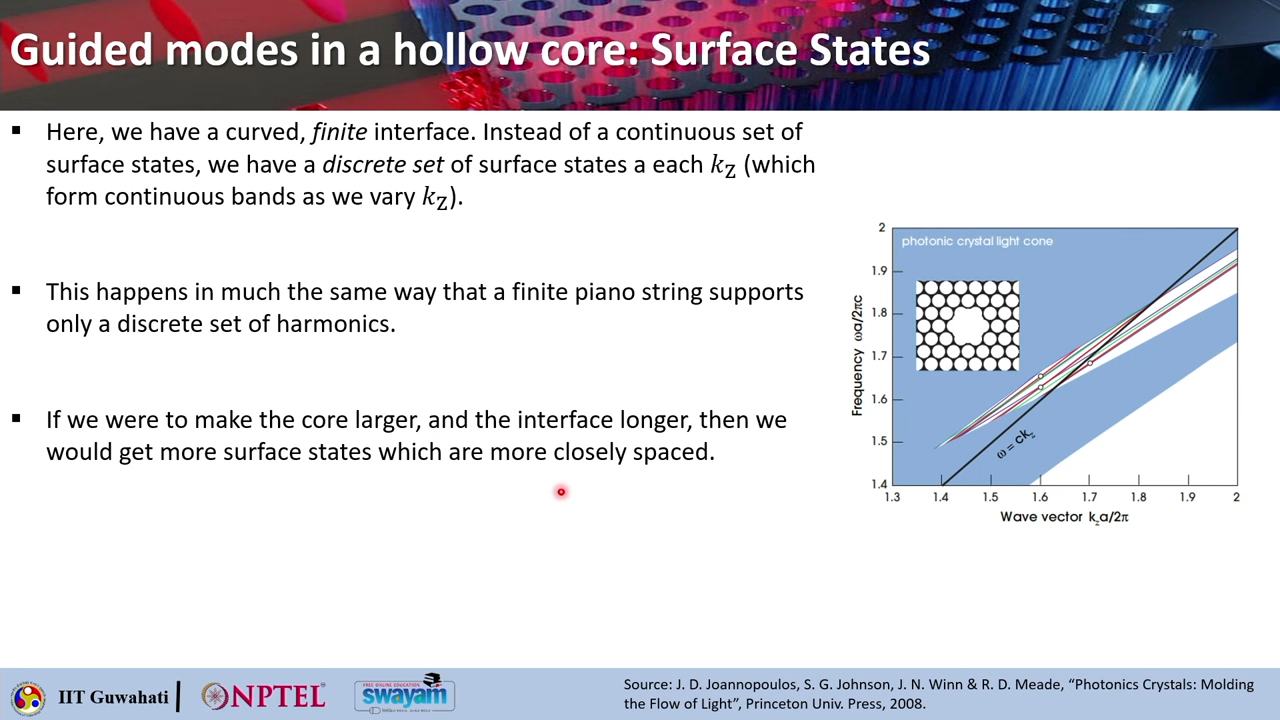 Guided modes in a hollow core: Surface States
▪ Here, we have a curved, finite interface. Instead of a continuous set of
surface states, we have a discrete set of surface states a each kZ (which
form continuous bands as we vary kZ).
▪ This happens in much the same way that a finite piano string supports
only a discrete set of harmonics.
▪ If we were to make the core larger, and the interface longer, then we
would get more surface states which are more closely spaced.
2
photonic crystal light cone
1.9
1.8
1.7
1.6
1.5
1.4
Frequency ωa/2πc
ω = ckz
1.3 1.4 1.5 1.6 1.7 1.8 1.9 2
Wave vector kza/2π
IIT Guwahati
NPTEL
FREE ONLINE EDUCATION
swayam
Source: J. D. Joannopoulos, S. G. Johnson, J. N. Winn & R. D. Meade, “Photonics Crystals: Molding
the Flow of Light”, Princeton Univ. Press, 2008.